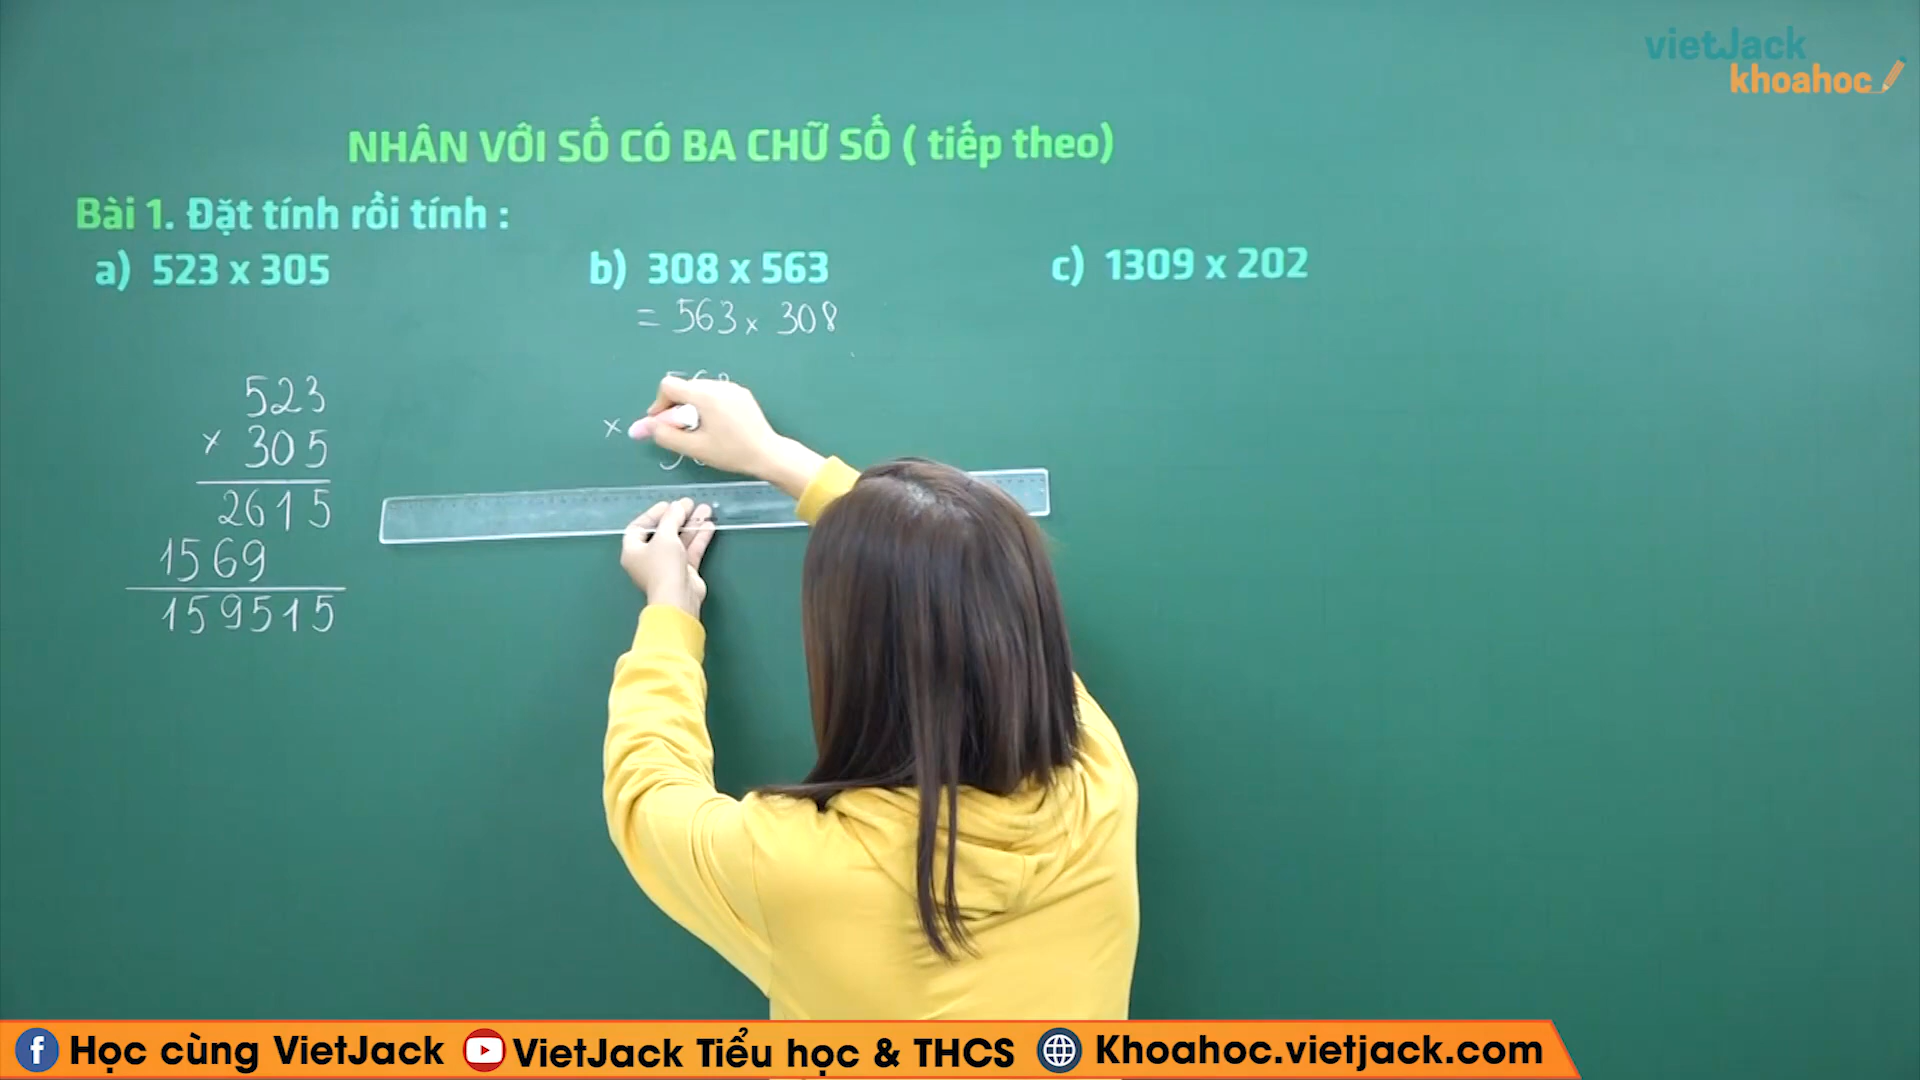 vietJack
khoahoc
NHÂN VỚI SỐ CÓ BA CHỮ SỐ ( tiếp theo)
Bài 1. Đặt tính rồi tính :
a) 523 x 305
b) 308 x 563
c) 1309 x 202
= 563 x 308
523
x 305
2615
1569
159515
x
Học cùng VietJack
VietJack Tiểu học & THCS
Khoahoc.vietjack.com